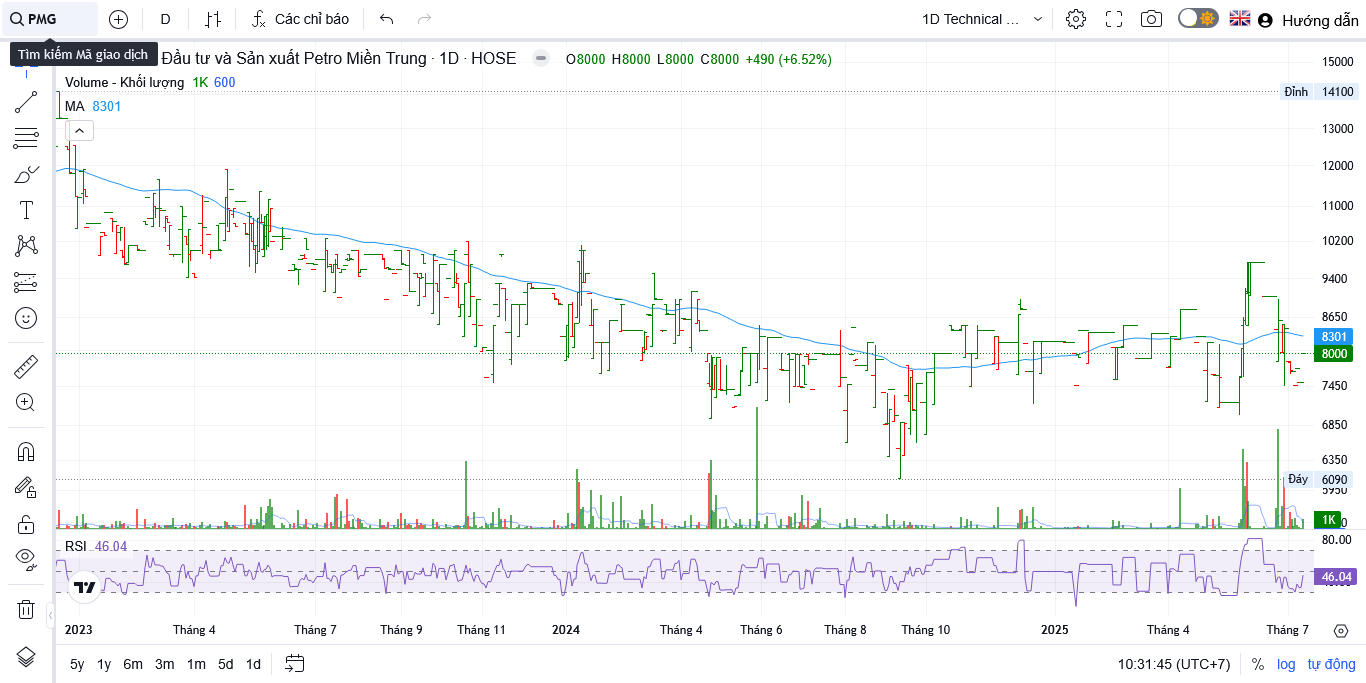 PMG
D
Các chỉ báo
1D Technical ...
Hướng dẫn
Tìm kiếm Mã giao dịch
Đầu tư và Sản xuất Petro Miền Trung · 1D · HOSE
O8000 H8000 L8000 C8000 +490 (+6.52%)
Volume - Khối lượng 1K 600
MA 8301
15000
Đỉnh 14100
13000
12000
11000
10200
9400
8650
8301
8000
7450
6850
6350
Đáy 6090
5950
1K
RSI 46.04
80.00
46.04
2023 Tháng 4 Tháng 7 Tháng 9 Tháng 11 2024 Tháng 4 Tháng 6 Tháng 8 Tháng 10 2025 Tháng 4 Tháng 7
5y 1y 6m 3m 1m 5d 1d
10:31:45 (UTC+7) % log tự động